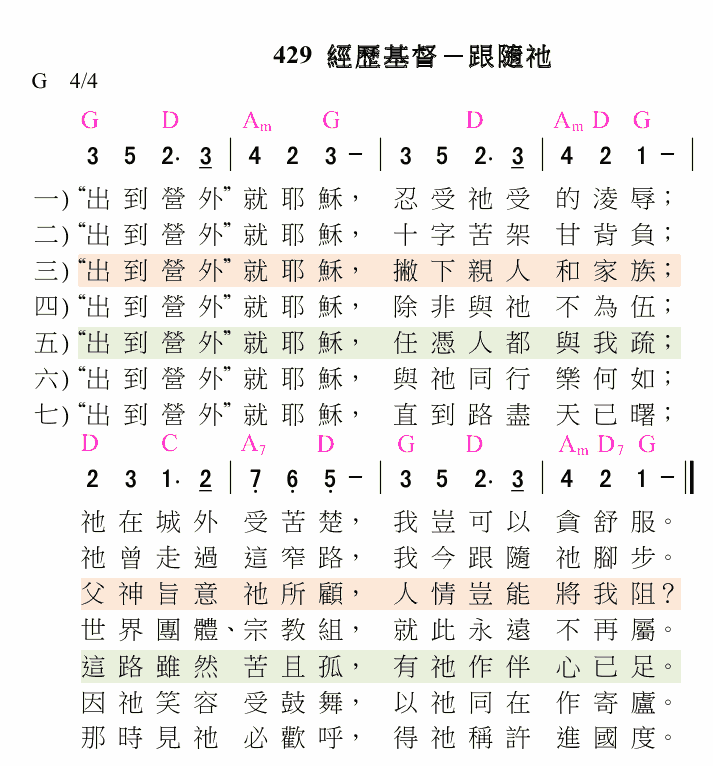 429 經歷基督－跟隨祂
G 4/4
G D Am G D Am D G
3 5 2· 3 | 4 2 3 – | 3 5 2· 3 | 4 2 1 – |
一) “出到營外”就耶穌，忍受祂受的凌辱；
二) “出到營外”就耶穌，十字苦架甘背負；
三) “出到營外”就耶穌，撇下親人和家族；
四) “出到營外”就耶穌，除非與祂不為伍；
五) “出到營外”就耶穌，任憑人都與我疏；
六) “出到營外”就耶穌，與祂同行樂何如；
七) “出到營外”就耶穌，直到路盡天已曙；
D C A7 D G D Am D7 G
2 3 1· 2 | 7 6 5· – | 3 5 2· 3 | 4 2 1 – ‖
祂在城外受苦楚，我豈可以貪舒服。
祂曾走過這窄路，我今跟隨祂腳步。
父神旨意祂所顧，人情豈能將我阻？
世界團體、宗教組，就此永遠不再屬。
這路雖然苦且孤，有祂作伴心已足。
因祂笑容受鼓舞，以祂同在作寄廬。
那時見祂必歡呼，得祂稱許進國度。